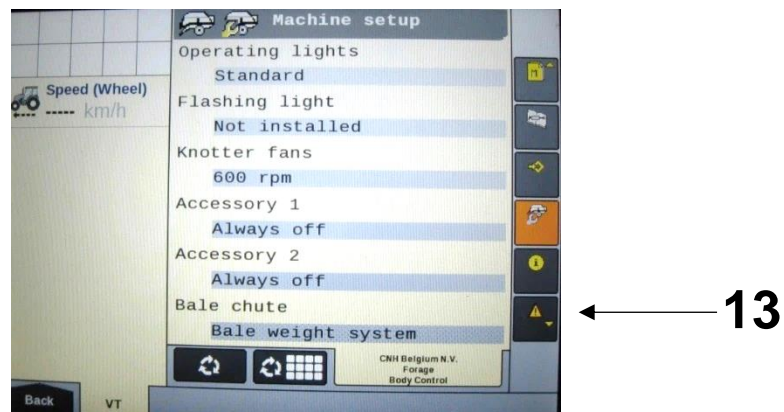 Machine setup
Operating lights
Standard
Speed (Wheel)
----- km/h
Flashing light
Not installed
Knotter fans
600 rpm
Accessory 1
Always off
Accessory 2
Always off
Bale chute
Bale weight system
13
CNH Belgium N.V.
Forage
Body Control
Back
VT